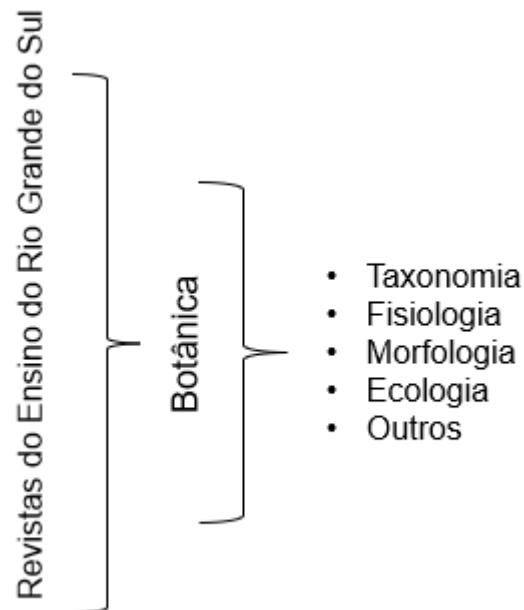 Revistas do Ensino do Rio Grande do Sul
Botânica
• Taxonomia
• Fisiologia
• Morfologia
• Ecologia
• Outros